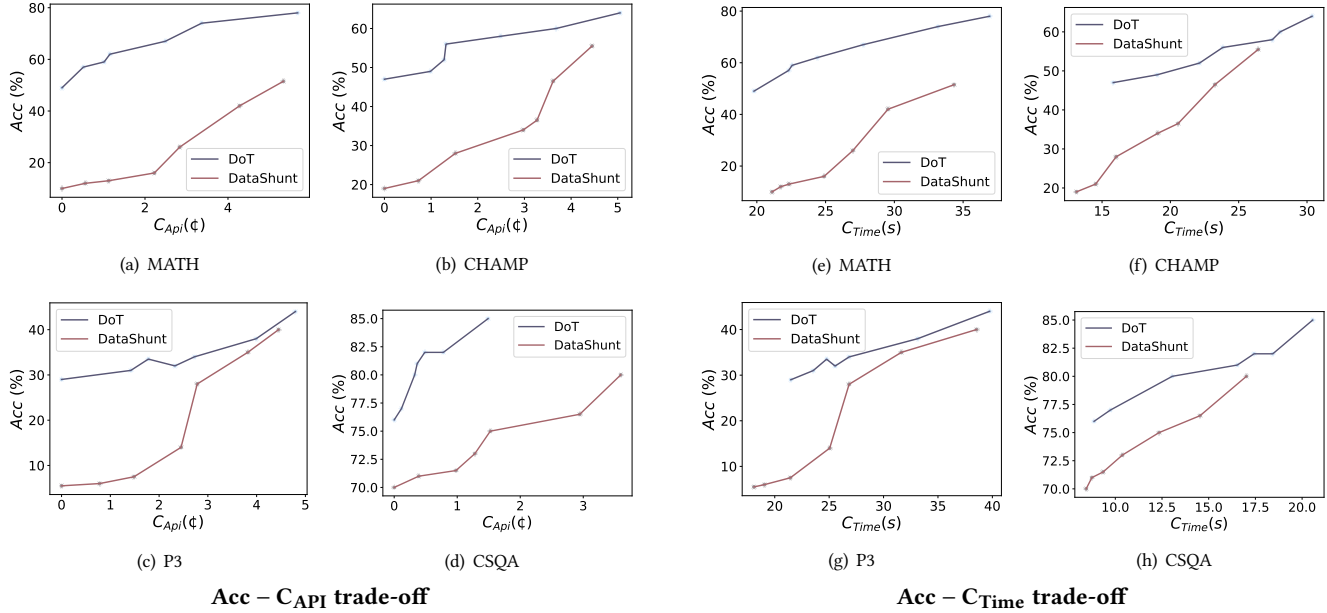 80
60
40
20
Acc (%)
DoT
DataShunt
0 2 4
C_Api(¢)
(a) MATH
60
50
40
30
20
Acc (%)
DoT
DataShunt
0 1 2 3 4 5
C_Api(¢)
(b) CHAMP
80
60
40
20
Acc (%)
DoT
DataShunt
20 25 30 35
C_Time(s)
(e) MATH
60
50
40
30
20
Acc (%)
DoT
DataShunt
15 20 25 30
C_Time(s)
(f) CHAMP
40
30
20
10
Acc (%)
DoT
DataShunt
0 1 2 3 4 5
C_Api(¢)
(c) P3
85.0
82.5
80.0
77.5
75.0
72.5
70.0
Acc (%)
DoT
DataShunt
0 1 2 3
C_Api(¢)
(d) CSQA
40
30
20
10
Acc (%)
DoT
DataShunt
20 25 30 35 40
C_Time(s)
(g) P3
85.0
82.5
80.0
77.5
75.0
72.5
70.0
Acc (%)
DoT
DataShunt
10.0 12.5 15.0 17.5 20.0
C_Time(s)
(h) CSQA
Acc – C_API trade-off
Acc – C_Time trade-off